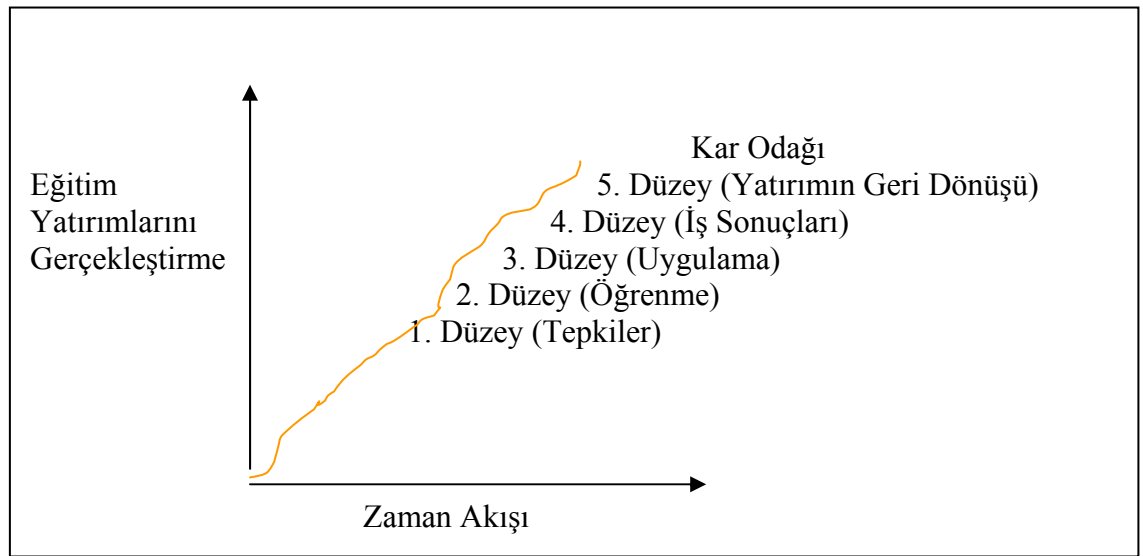 Kar Odağı
Eğitim
Yatırımlarını
Gerçekleştirme
5. Düzey (Yatırımın Geri Dönüşü)
4. Düzey (İş Sonuçları)
3. Düzey (Uygulama)
2. Düzey (Öğrenme)
1. Düzey (Tepkiler)
Zaman Akışı